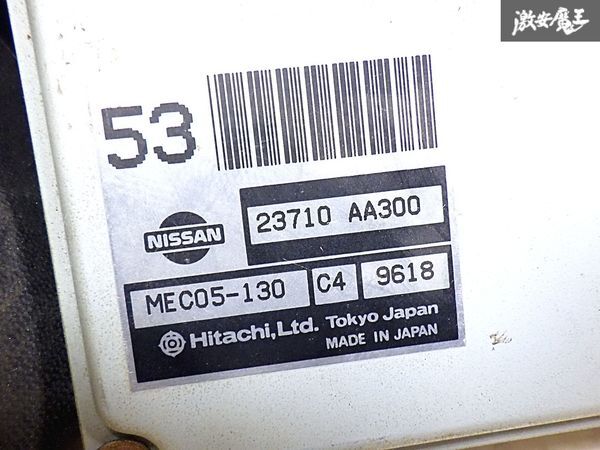 激安魔王
53
NISSAN
23710 AA300
MEC05-130 C4 9618
Hitachi, Ltd. Tokyo Japan
MADE IN JAPAN